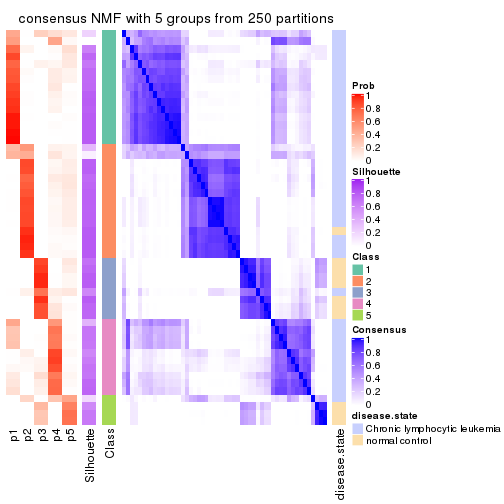 consensus NMF with 5 groups from 250 partitions
Prob
1
0.8
0.6
0.4
0.2
0
Silhouette
1
0.8
0.6
0.4
0.2
0
Class
1
2
3
4
5
Consensus
1
0.8
0.6
0.4
0.2
0
disease.state
Chronic lymphocytic leukemia
normal control
p1
p2
p3
p4
p5
Silhouette
Class
disease.state